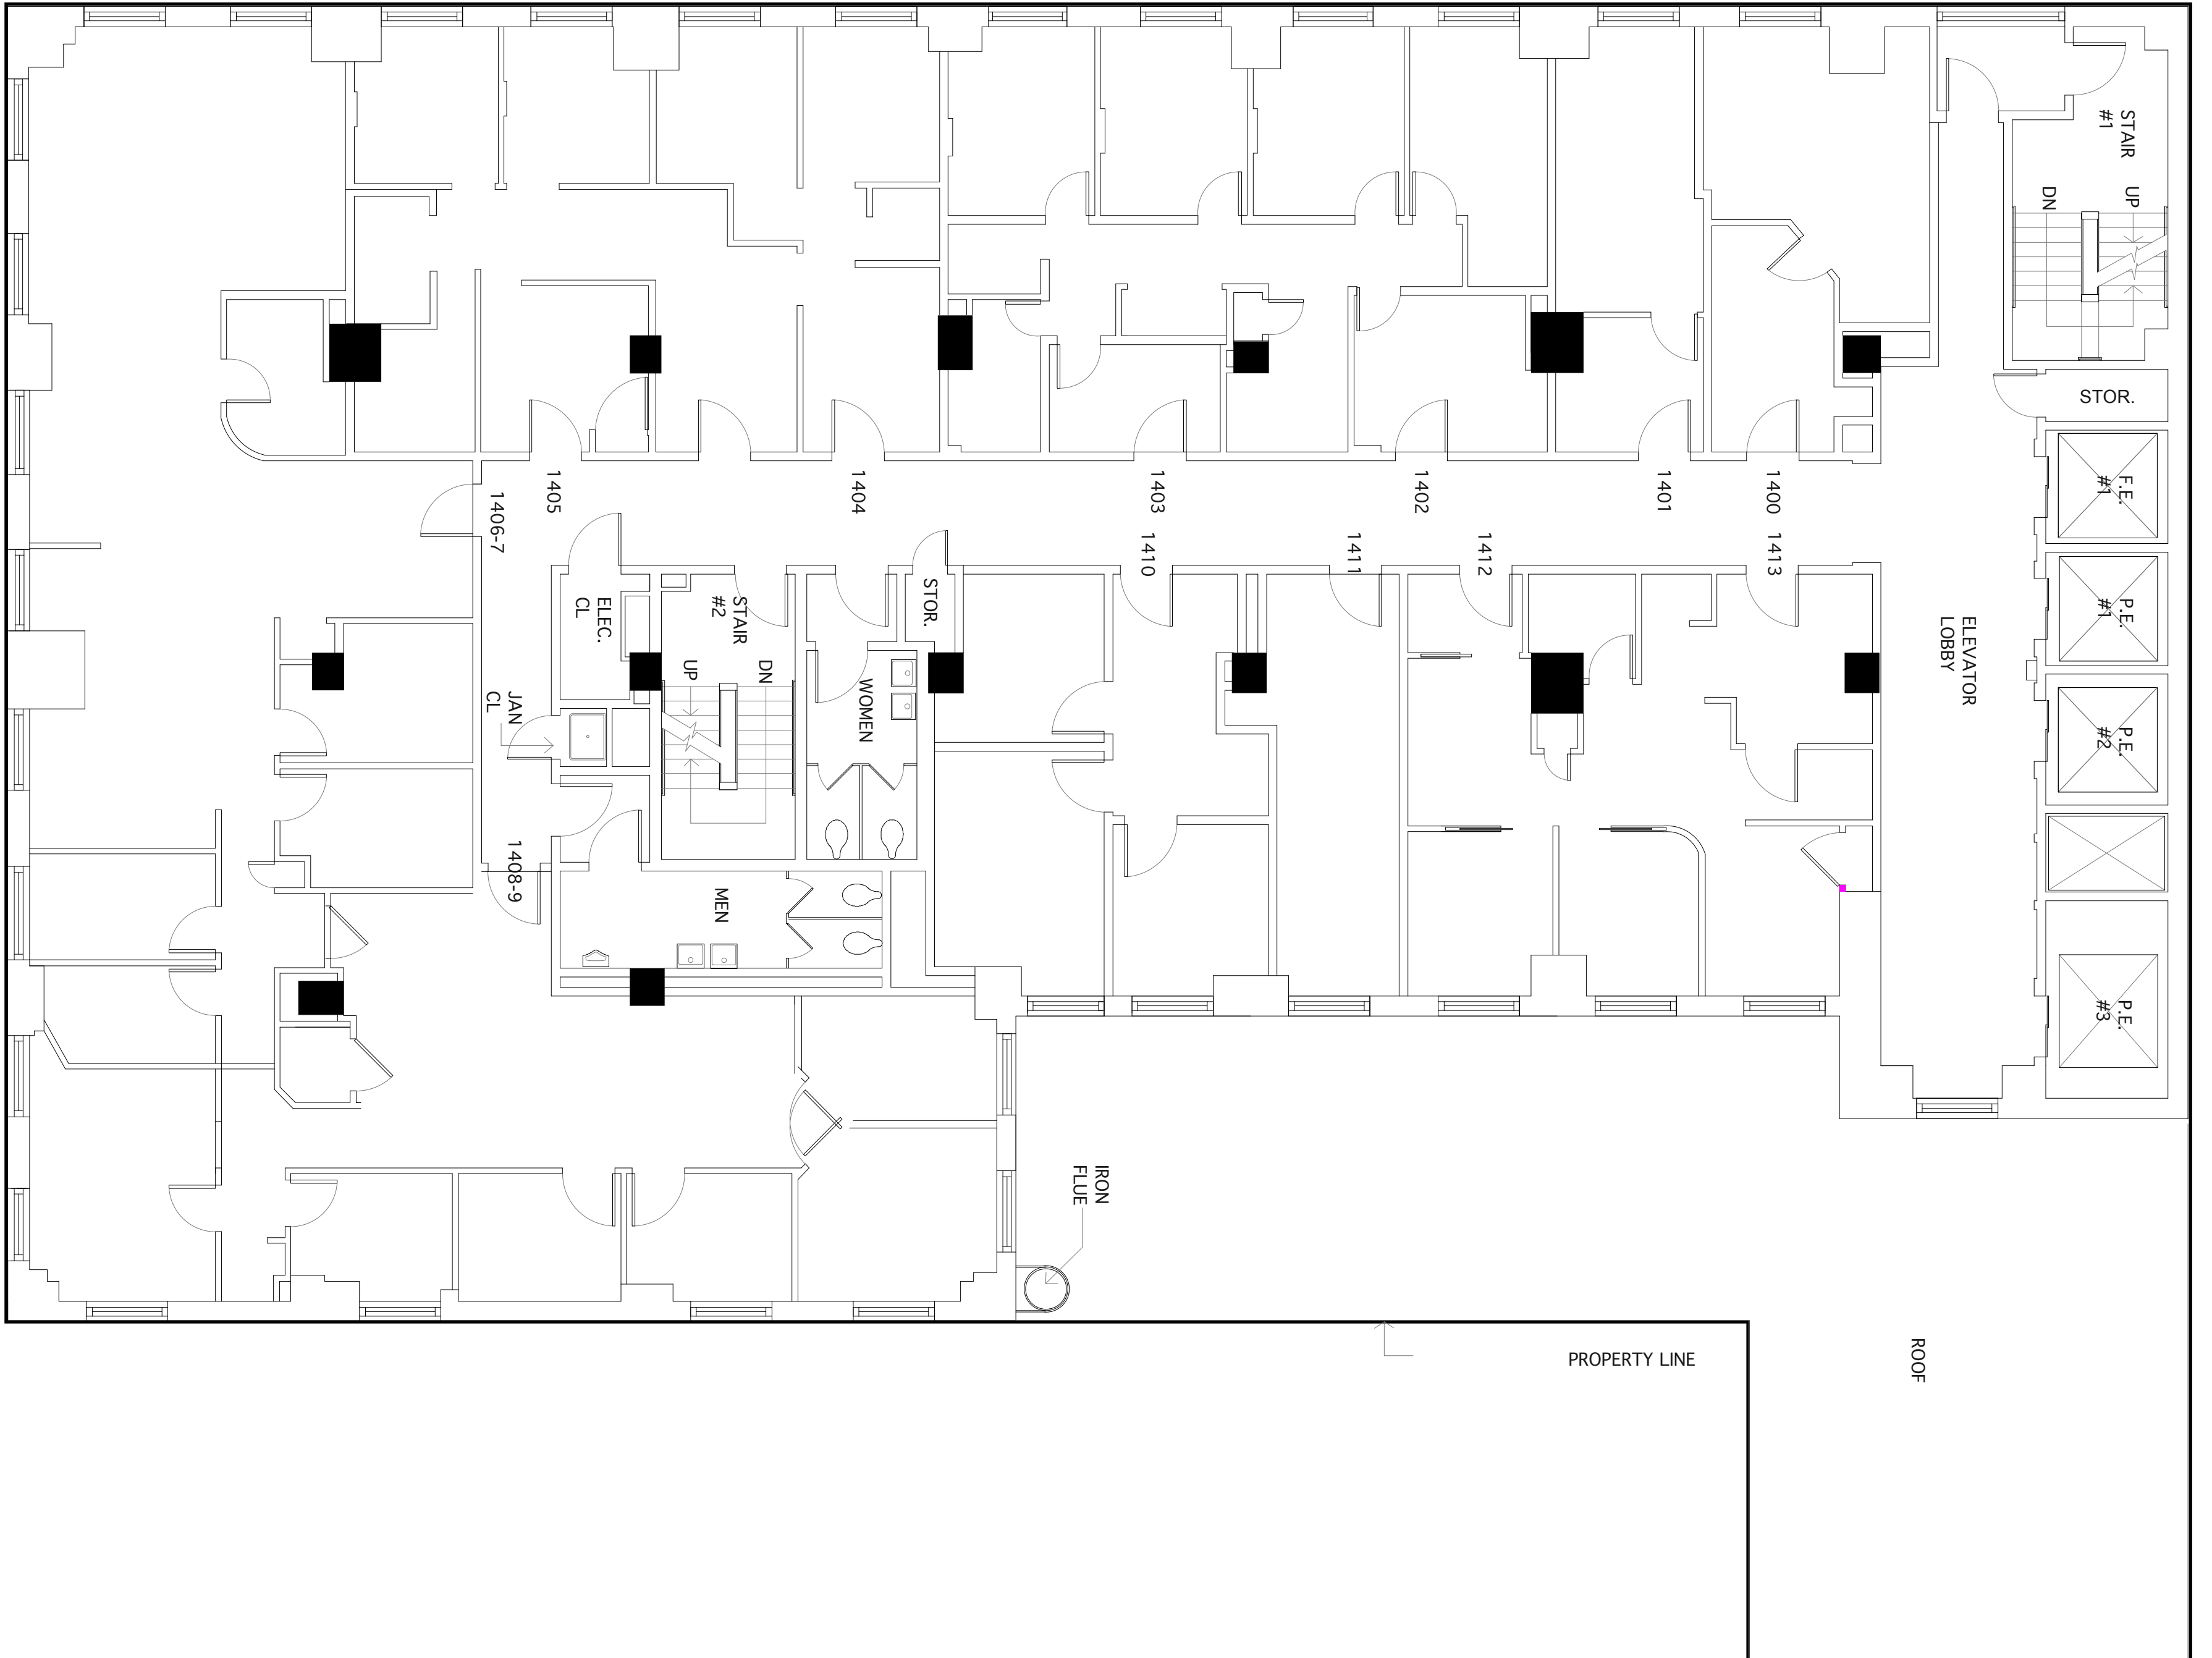 STAIR
#1
UP
DN
STOR.
F.E.
#1
P.E.
#1
P.E.
#2
P.E.
#3
ELEVATOR
LOBBY
1400
1401
1402
1403
1404
1405
1406-7
1413
1412
1411
1410
STOR.
WOMEN
STAIR
#2
DN
UP
ELEC.
CL
JAN
CL
1408-9
MEN
IRON
FLUE
PROPERTY LINE
ROOF